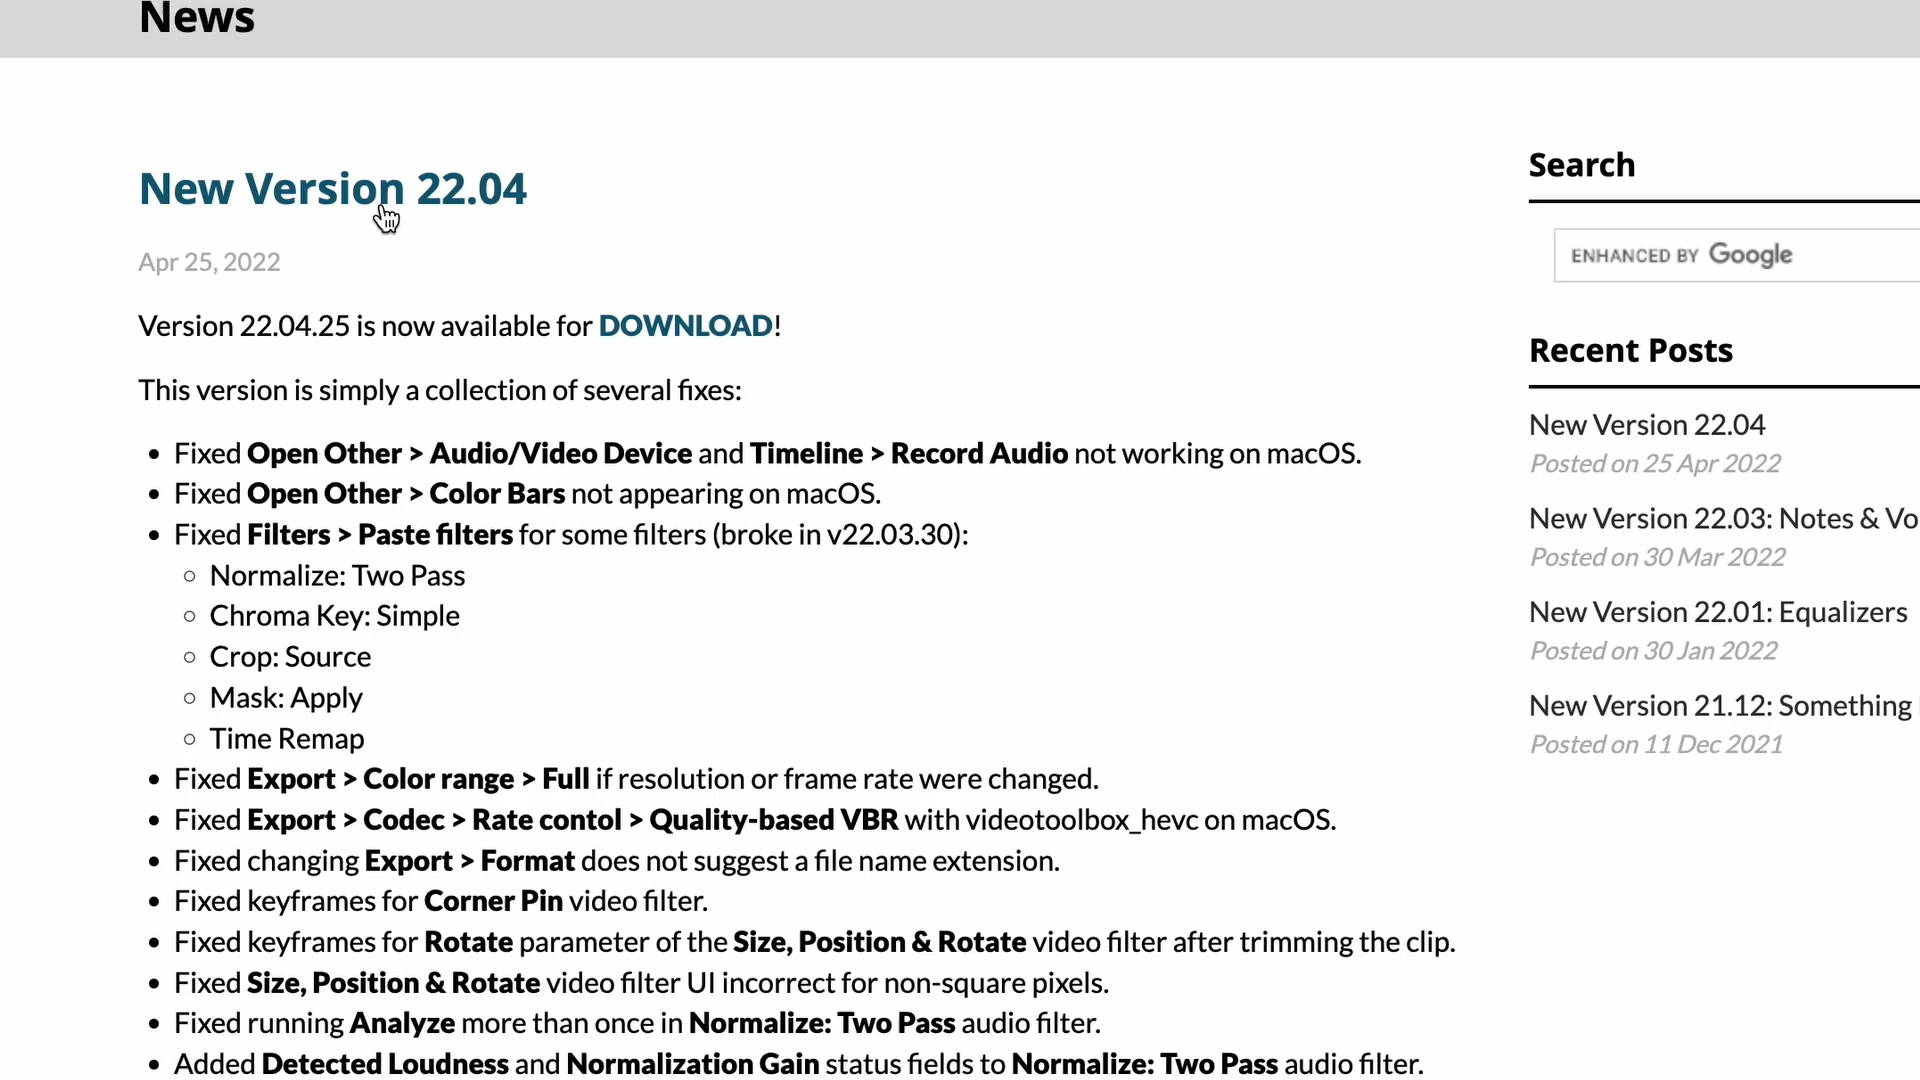 News
New Version 22.04
Apr 25, 2022
Version 22.04.25 is now available for DOWNLOAD!
This version is simply a collection of several fixes:
Fixed Open Other > Audio/Video Device and Timeline > Record Audio not working on macOS.
Fixed Open Other > Color Bars not appearing on macOS.
Fixed Filters > Paste filters for some filters (broke in v22.03.30):
Normalize: Two Pass
Chroma Key: Simple
Crop: Source
Mask: Apply
Time Remap
Fixed Export > Color range > Full if resolution or frame rate were changed.
Fixed Export > Codec > Rate contol > Quality-based VBR with videotoolbox_hevc on macOS.
Fixed changing Export > Format does not suggest a file name extension.
Fixed keyframes for Corner Pin video filter.
Fixed keyframes for Rotate parameter of the Size, Position & Rotate video filter after trimming the clip.
Fixed Size, Position & Rotate video filter UI incorrect for non-square pixels.
Fixed running Analyze more than once in Normalize: Two Pass audio filter.
Added Detected Loudness and Normalization Gain status fields to Normalize: Two Pass audio filter.
Search
ENHANCED BY Google
Recent Posts
New Version 22.04
Posted on 25 Apr 2022
New Version 22.03: Notes & Vo
Posted on 30 Mar 2022
New Version 22.01: Equalizers
Posted on 30 Jan 2022
New Version 21.12: Something
Posted on 11 Dec 2021